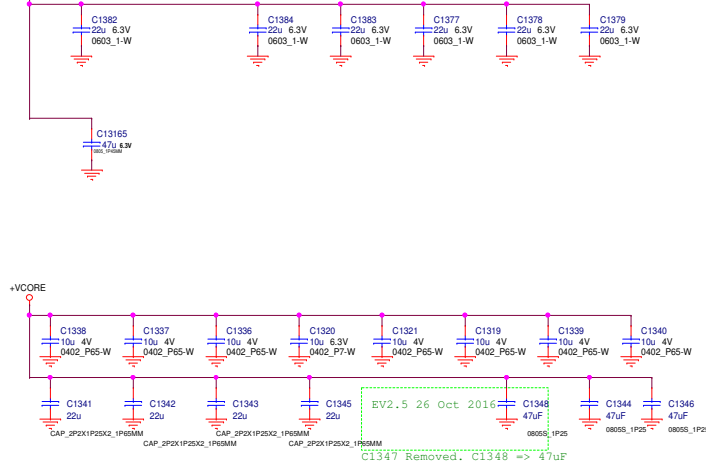 C1382
22u 6.3V
0603_1-W
C1384
22u 6.3V
0603_1-W
C1383
22u 6.3V
0603_1-W
C1377
22u 6.3V
0603_1-W
C1378
22u 6.3V
0603_1-W
C1379
22u 6.3V
0603_1-W
C13165
47u 6.3V
0805_1P45MM
+VCORE
C1338
10u 4V
0402_P65-W
C1337
10u 4V
0402_P65-W
C1336
10u 4V
0402_P65-W
C1320
10u 6.3V
0402_P7-W
C1321
10u 4V
0402_P65-W
C1319
10u 4V
0402_P65-W
C1339
10u 4V
0402_P65-W
C1340
10u 4V
0402_P65-W
C1341
22u
CAP_2P2X1P25X2_1P65MM
C1342
22u
CAP_2P2X1P25X2_1P65MM
C1343
22u
CAP_2P2X1P25X2_1P65MM
C1345
22u
CAP_2P2X1P25X2_1P65MM
EV2.5 26 Oct 2016
C1348
47uF
0805S_1P25
C1344
47uF
0805S_1P25
C1346
47uF
0805S_1P25
C1347 Removed. C1348 => 47uF